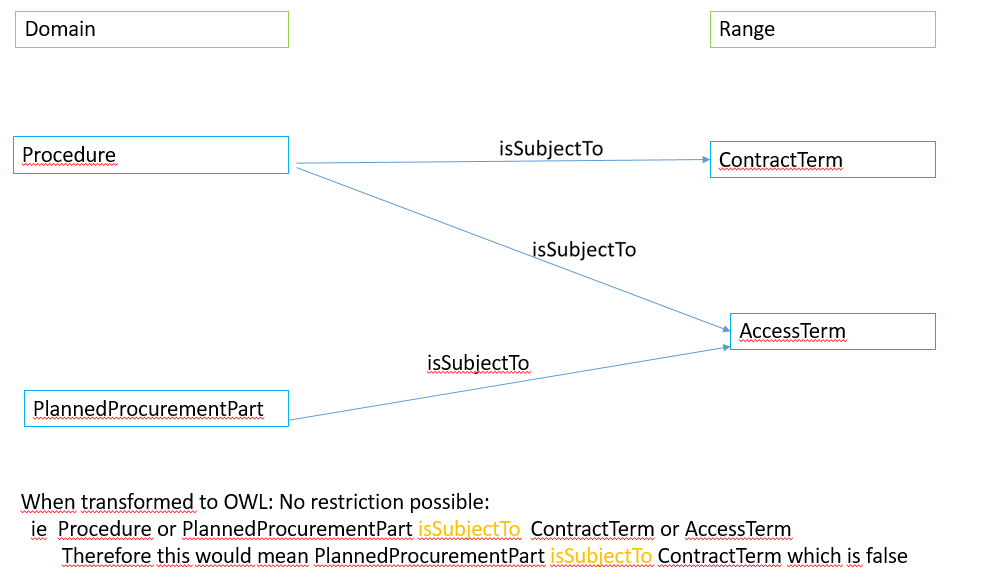 Domain
Range
Procedure
isSubjectTo
ContractTerm
isSubjectTo
AccessTerm
isSubjectTo
PlannedProcurementPart
When transformed to OWL: No restriction possible:
ie Procedure or PlannedProcurementPart isSubjectTo ContractTerm or AccessTerm
Therefore this would mean PlannedProcurementPart isSubjectTo ContractTerm which is false